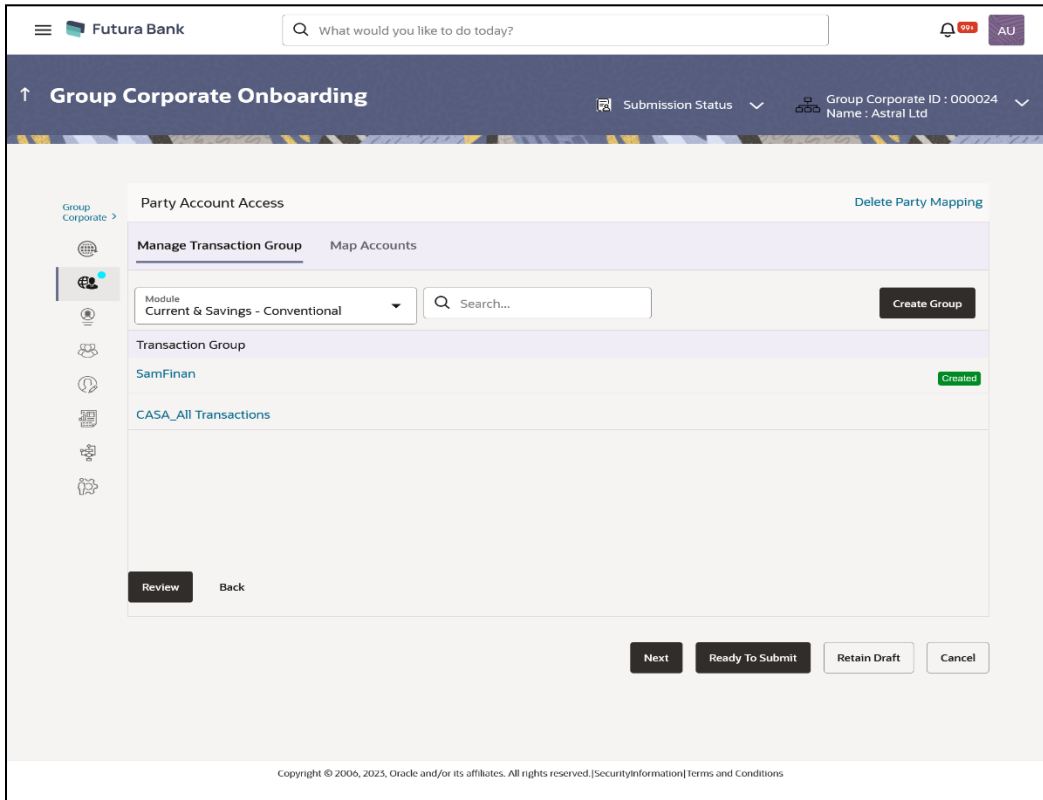 Futura Bank
What would you like to do today?
99+
AU
↑ Group Corporate Onboarding
Submission Status
Group Corporate ID : 000024
Name : Astral Ltd
Group
Corporate >
Party Account Access
Delete Party Mapping
Manage Transaction Group
Map Accounts
Module
Current & Savings - Conventional
Search...
Create Group
Transaction Group
SamFinan
Created
CASA_All Transactions
Review
Back
Next
Ready To Submit
Retain Draft
Cancel
Copyright © 2006, 2023, Oracle and/or its affiliates. All rights reserved.|SecurityInformation|Terms and Conditions